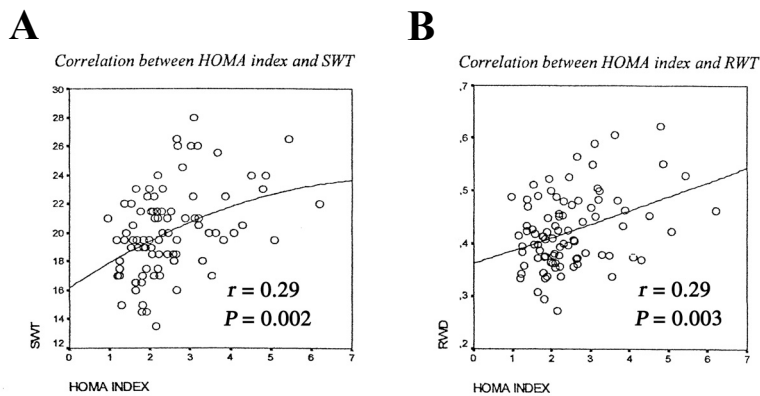 A
Correlation between HOMA index and SWT
30
28
26
24
22
20
18
16
14
12
SWT
0
1
2
3
4
5
6
7
HOMA INDEX
r = 0.29
P = 0.002
B
Correlation between HOMA index and RWT
,7
,6
,5
,4
,3
,2
RWD
0
1
2
3
4
5
6
7
HOMA INDEX
r = 0.29
P = 0.003